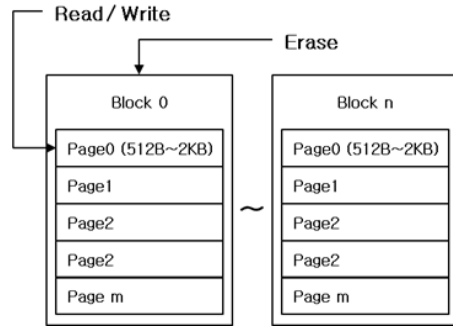 Read/Write
Erase
Block 0
Page0 (512B~2KB)
Page1
Page2
Page2
Page m
~
Block n
Page0 (512B~2KB)
Page1
Page2
Page2
Page m